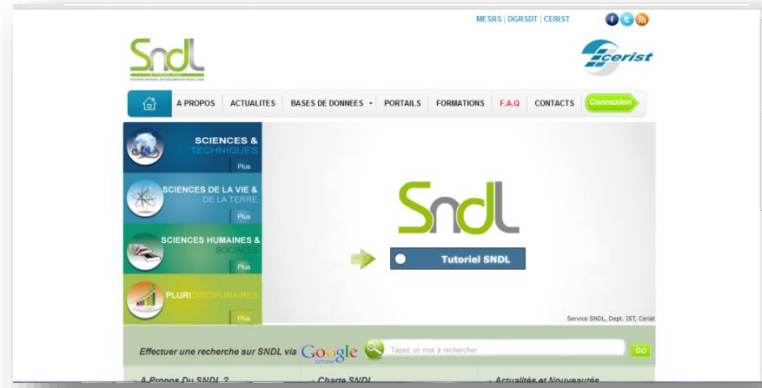 MESRS | DGRSDT | CERIST
Sndl
cerist
A PROPOS ACTUALITES BASES DE DONNEES PORTAILS FORMATIONS F.A.Q CONTACTS Connexion
SCIENCES &
TECHNIQUES
Plus
SCIENCES DE LA VIE &
DE LA TERRE
Plus
SCIENCES HUMAINES &
SOCIALES
Plus
PLURIDISCIPLINAIRES
Plus
Sndl
Tutoriel SNDL
Service SNDL, Dept. IST, Cerist
Effectuer une recherche sur SNDL via Google Tapez un mot à rechercher GO
A-Propos Du SNDL ? Charte SNDL Actualités et Nouveautés